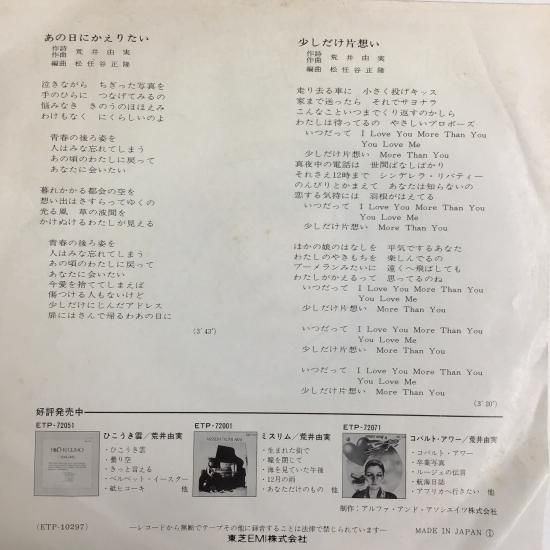 あの日にかえりたい
作詩
作曲 荒井由実
編曲 松任谷正隆
泣きながら ちぎった写真を
手のひらに つなげてみるの
悩みなき きのうのほほえみ
わけもなく にくらしいのよ
青春の後ろ姿を
人はみな忘れてしまう
あの頃のわたしに戻って
あなたに会いたい
暮れかかる都会の空を
想い出はさすらってゆくの
光る風 草の波間を
かけぬけるわたしが見える
青春の後ろ姿を
人はみな忘れてしまう
あの頃のわたしに戻って
あなたに会いたい
今愛を捨ててしまえば
傷つける人もないけど
少しだけにじんだアドレス
扉にはさんで帰るわあの日に
(3′43″)
少しだけ片想い
作詩
作曲 荒井由実
編曲 松任谷正隆
走り去る車に 小さく投げキッス
家まで送ったら それでサヨナラ
こんなこといつまでくり返すのかしら
わたしは待ってるの やさしいプロポーズ
いつだって I Love You More Than You
You Love Me
少しだけ片想い More Than You
真夜中の電話は 世間ばなしばかり
それさえ12時まで シンデレラ・リバティー
のんびりとかまえて あなたは知らないの
恋する気持には 羽根がはえてる
いつだって I Love You More Than You
You Love Me
少しだけ片想い More Than You
ほかの娘のはなしを 平気でするあなた
わたしのやきもちを 楽しんでるの
ブーメランみたいに 遠くへ飛ばしても
わたしがかえるって 思ってるのね
いつだって I Love You More Than You
You Love Me
少しだけ片想い More Than You
いつだって I Love You More Than You
You Love Me
少しだけ片想い More Than You
いつだって I Love You More Than You
You Love Me
少しだけ片想い More Than You
(3′20″)
好評発売中
ETP-72051
ひこうき雲／荒井由実
・ひこうき雲
・曇り空
・きっと言える
・ベルベット・イースター
・紙ヒコーキ 他
ETP-72001
ミスリム／荒井由実
・生まれた街で
・瞳を閉じて
・海を見ていた午後
・12月の雨
・あなただけのもの 他
ETP-72071
コバルト・アワー／荒井由実
・コバルト・アワー
・卒業写真
・ルージュの伝言
・航海日誌
・アフリカへ行きたい 他
制作：アルファ・アンド・アソシエイツ株式会社
(ETP-10297)
―レコードから無断でテープその他に録音することは法律で禁じられています―
MADE IN JAPAN
東芝EMI株式会社